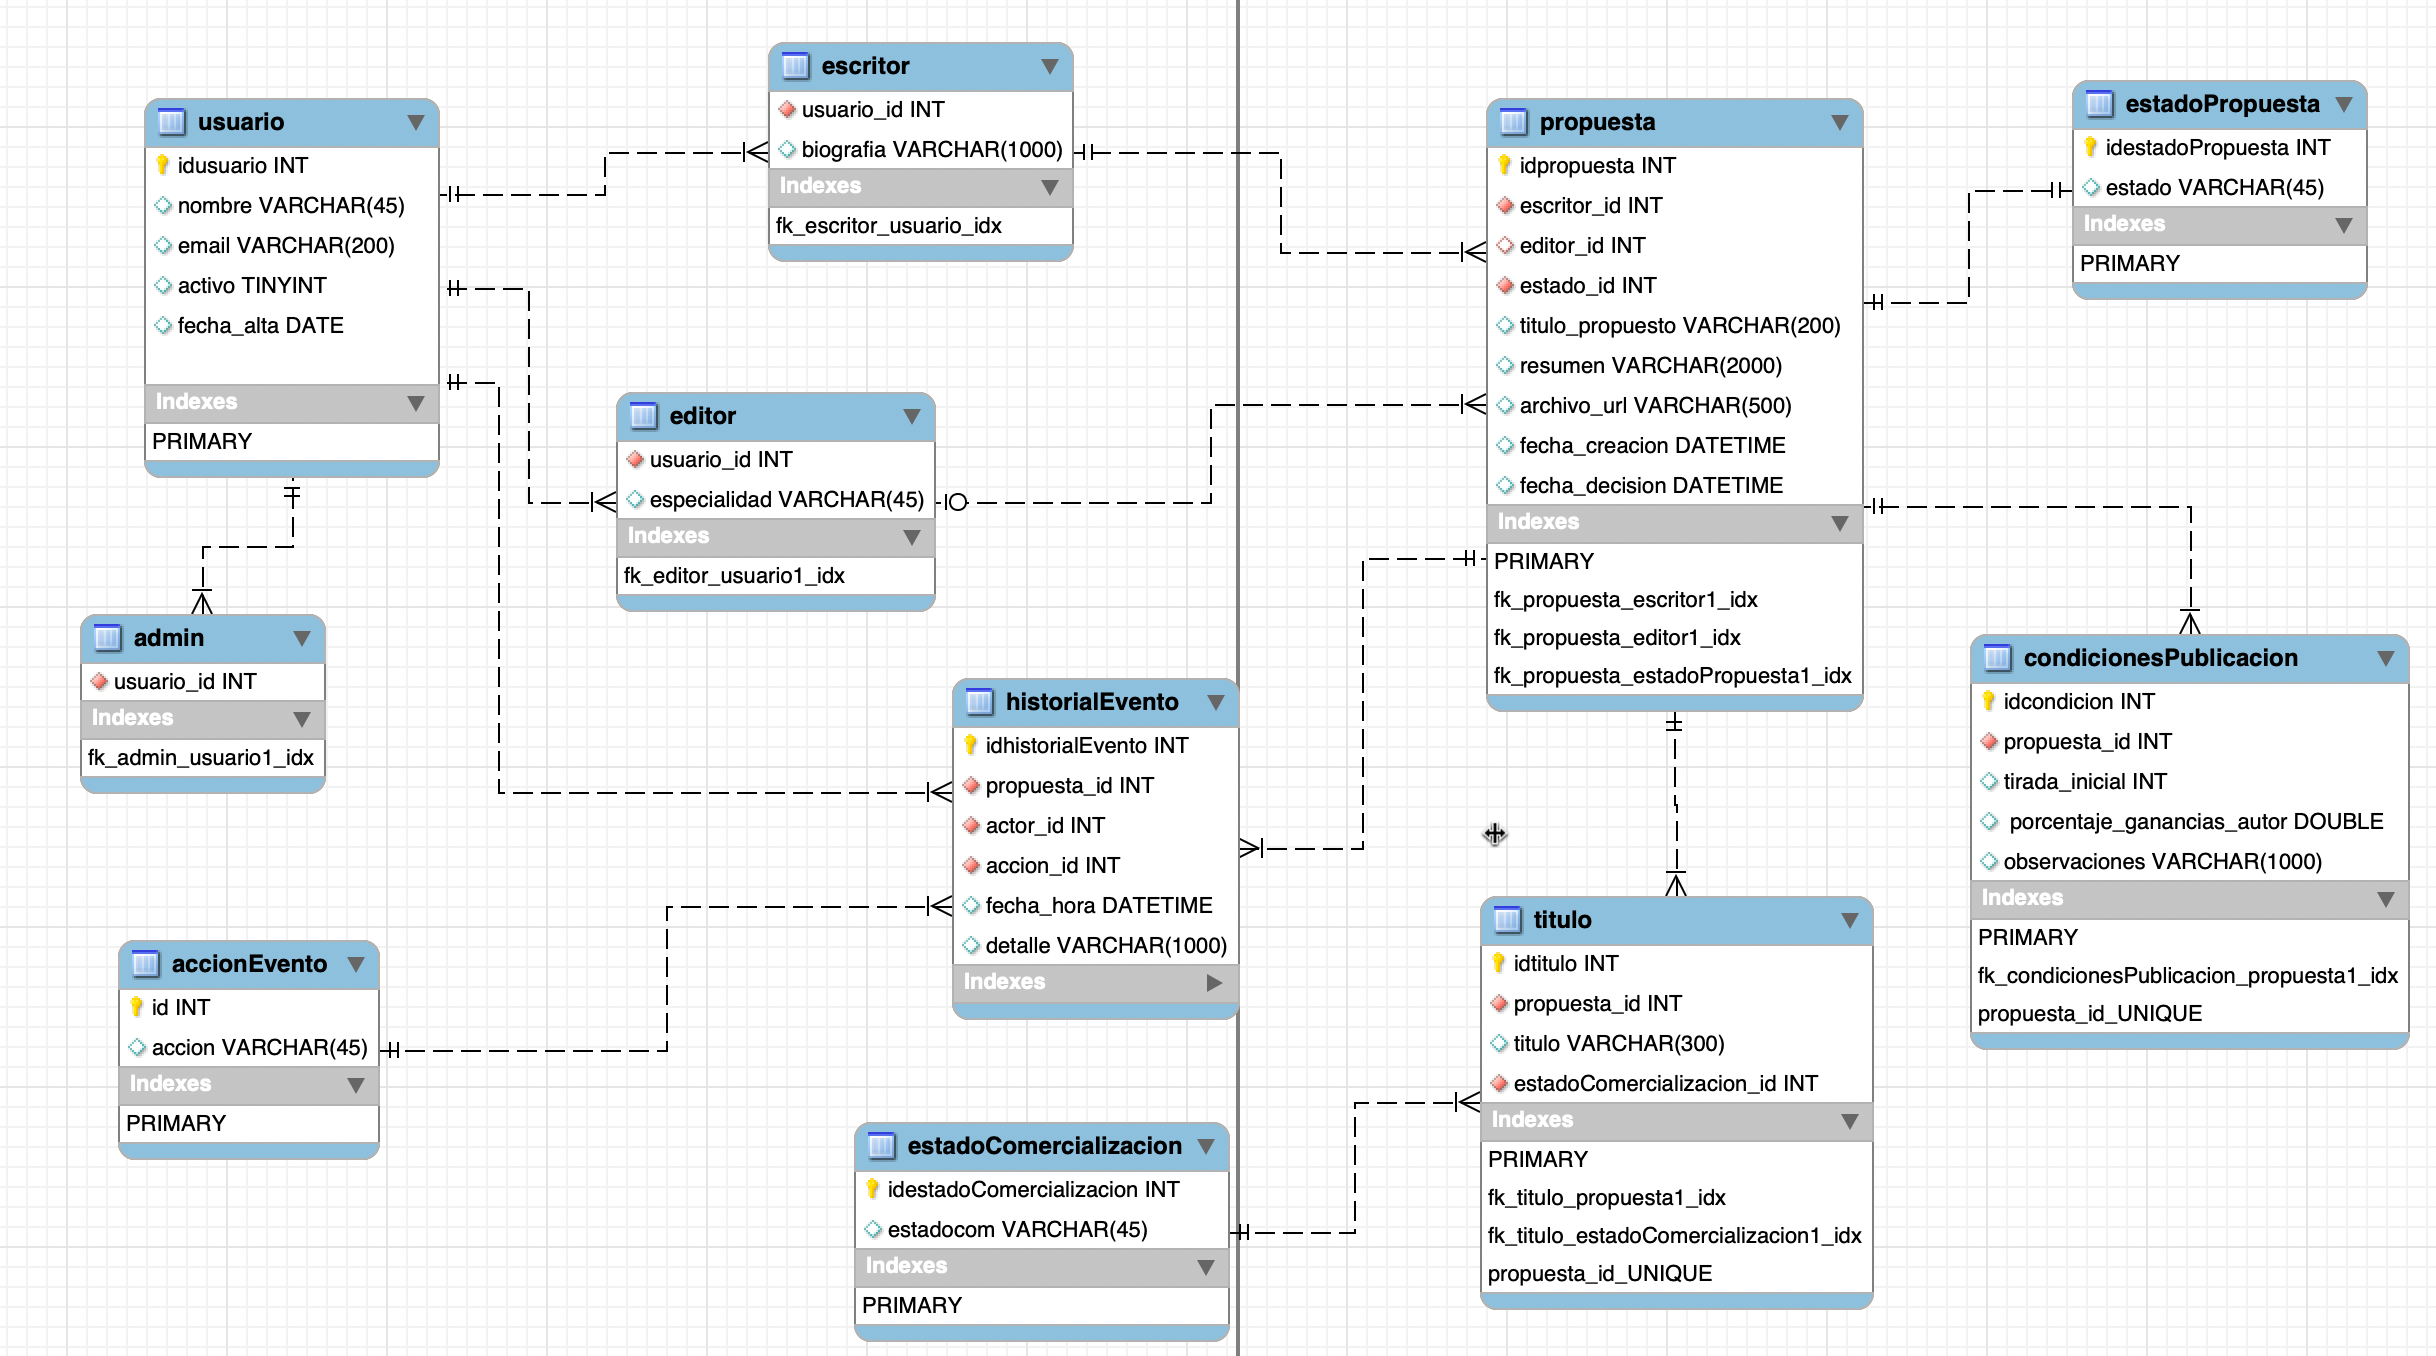 usuario
idusuario INT
nombre VARCHAR(45)
email VARCHAR(200)
activo TINYINT
fecha_alta DATE
Indexes
PRIMARY
escritor
usuario_id INT
biografia VARCHAR(1000)
Indexes
fk_escritor_usuario_idx
editor
usuario_id INT
especialidad VARCHAR(45)
Indexes
fk_editor_usuario1_idx
admin
usuario_id INT
Indexes
fk_admin_usuario1_idx
historialEvento
idhistorialEvento INT
propuesta_id INT
actor_id INT
accion_id INT
fecha_hora DATETIME
detalle VARCHAR(1000)
Indexes
accionEvento
id INT
accion VARCHAR(45)
Indexes
PRIMARY
estadoComercializacion
idestadoComercializacion INT
estadocom VARCHAR(45)
Indexes
PRIMARY
propuesta
idpropuesta INT
escritor_id INT
editor_id INT
estado_id INT
titulo_propuesto VARCHAR(200)
resumen VARCHAR(2000)
archivo_url VARCHAR(500)
fecha_creacion DATETIME
fecha_decision DATETIME
Indexes
PRIMARY
fk_propuesta_escritor1_idx
fk_propuesta_editor1_idx
fk_propuesta_estadoPropuesta1_idx
estadoPropuesta
idestadoPropuesta INT
estado VARCHAR(45)
Indexes
PRIMARY
condicionesPublicacion
idcondicion INT
propuesta_id INT
tirada_inicial INT
porcentaje_ganancias_autor DOUBLE
observaciones VARCHAR(1000)
Indexes
PRIMARY
fk_condicionesPublicacion_propuesta1_idx
propuesta_id_UNIQUE
titulo
idtitulo INT
propuesta_id INT
titulo VARCHAR(300)
estadoComercializacion_id INT
Indexes
PRIMARY
fk_titulo_propuesta1_idx
fk_titulo_estadoComercializacion1_idx
propuesta_id_UNIQUE